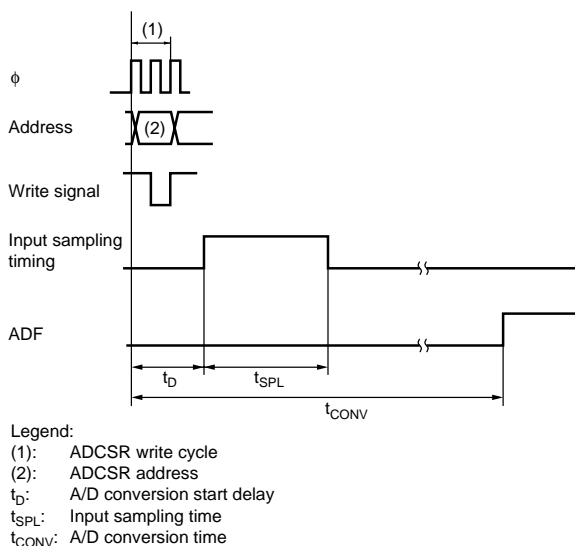 (1)
ϕ
Address
(2)
Write signal
Input sampling
timing
ADF
tD
tSPL
tCONV
Legend:
(1): ADCSR write cycle
(2): ADCSR address
tD: A/D conversion start delay
tSPL: Input sampling time
tCONV: A/D conversion time